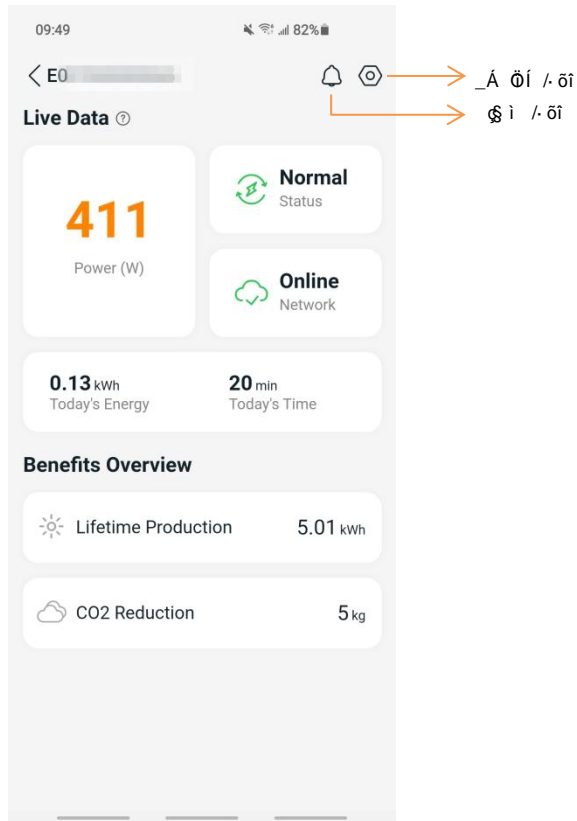 09:49
82%
E0
Live Data
411
Power (W)
Normal
Status
Online
Network
0.13 kWh
Today's Energy
20 min
Today's Time
Benefits Overview
Lifetime Production 5.01 kWh
CO2 Reduction 5 kg